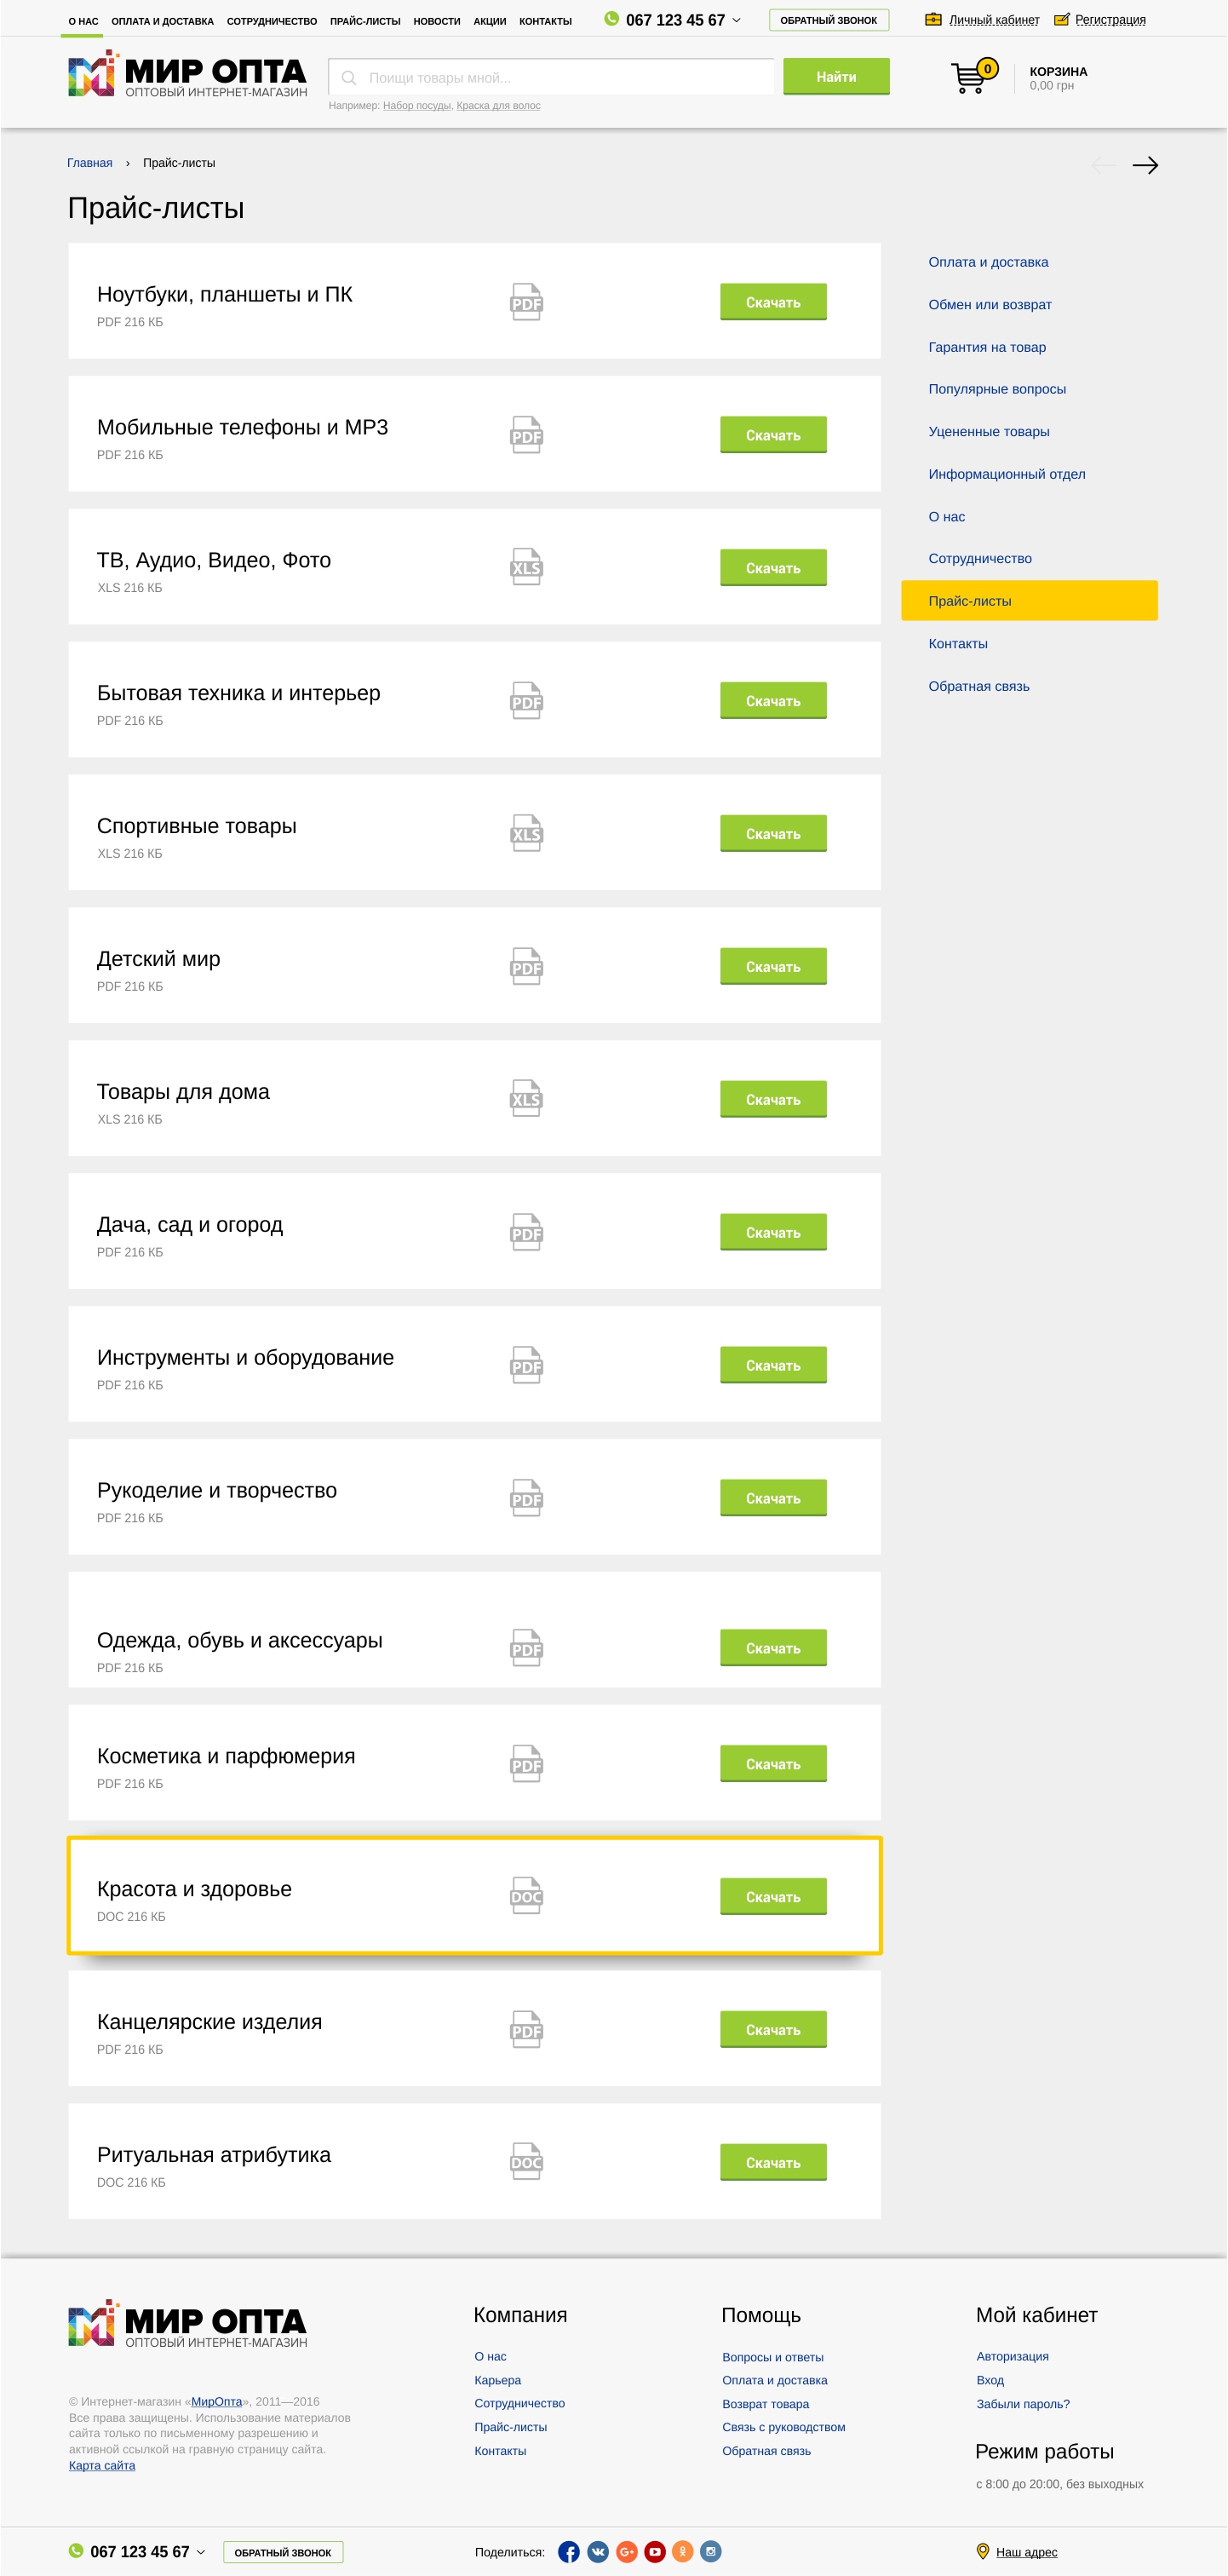 О НАС ОПЛАТА И ДОСТАВКА СОТРУДНИЧЕСТВО ПРАЙС-ЛИСТЫ НОВОСТИ АКЦИИ КОНТАКТЫ 067 123 45 67 ОБРАТНЫЙ ЗВОНОК Личный кабинет Регистрация
МИР ОПТА
ОПТОВЫЙ ИНТЕРНЕТ-МАГАЗИН
Поищи товары мной...
Найти
0
КОРЗИНА
0,00 грн
Например: Набор посуды, Краска для волос
Главная › Прайс-листы
Прайс-листы
Ноутбуки, планшеты и ПК
PDF 216 КБ
PDF
Скачать
Мобильные телефоны и МР3
PDF 216 КБ
PDF
Скачать
ТВ, Аудио, Видео, Фото
XLS 216 КБ
XLS
Скачать
Бытовая техника и интерьер
PDF 216 КБ
PDF
Скачать
Спортивные товары
XLS 216 КБ
XLS
Скачать
Детский мир
PDF 216 КБ
PDF
Скачать
Товары для дома
XLS 216 КБ
XLS
Скачать
Дача, сад и огород
PDF 216 КБ
PDF
Скачать
Инструменты и оборудование
PDF 216 КБ
PDF
Скачать
Рукоделие и творчество
PDF 216 КБ
PDF
Скачать
Одежда, обувь и аксессуары
PDF 216 КБ
PDF
Скачать
Косметика и парфюмерия
PDF 216 КБ
PDF
Скачать
Красота и здоровье
DOC 216 КБ
DOC
Скачать
Канцелярские изделия
PDF 216 КБ
PDF
Скачать
Ритуальная атрибутика
DOC 216 КБ
DOC
Скачать
Оплата и доставка
Обмен или возврат
Гарантия на товар
Популярные вопросы
Уцененные товары
Информационный отдел
О нас
Сотрудничество
Прайс-листы
Контакты
Обратная связь
МИР ОПТА
ОПТОВЫЙ ИНТЕРНЕТ-МАГАЗИН
© Интернет-магазин «МирОпта», 2011—2016
Все права защищены. Использование материалов
сайта только по письменному разрешению и
активной ссылкой на гравную страницу сайта.
Карта сайта
Компания
О нас
Карьера
Сотрудничество
Прайс-листы
Контакты
Помощь
Вопросы и ответы
Оплата и доставка
Возврат товара
Связь с руководством
Обратная связь
Мой кабинет
Авторизация
Вход
Забыли пароль?
Режим работы
с 8:00 до 20:00, без выходных
067 123 45 67 ОБРАТНЫЙ ЗВОНОК Поделиться: Наш адрес